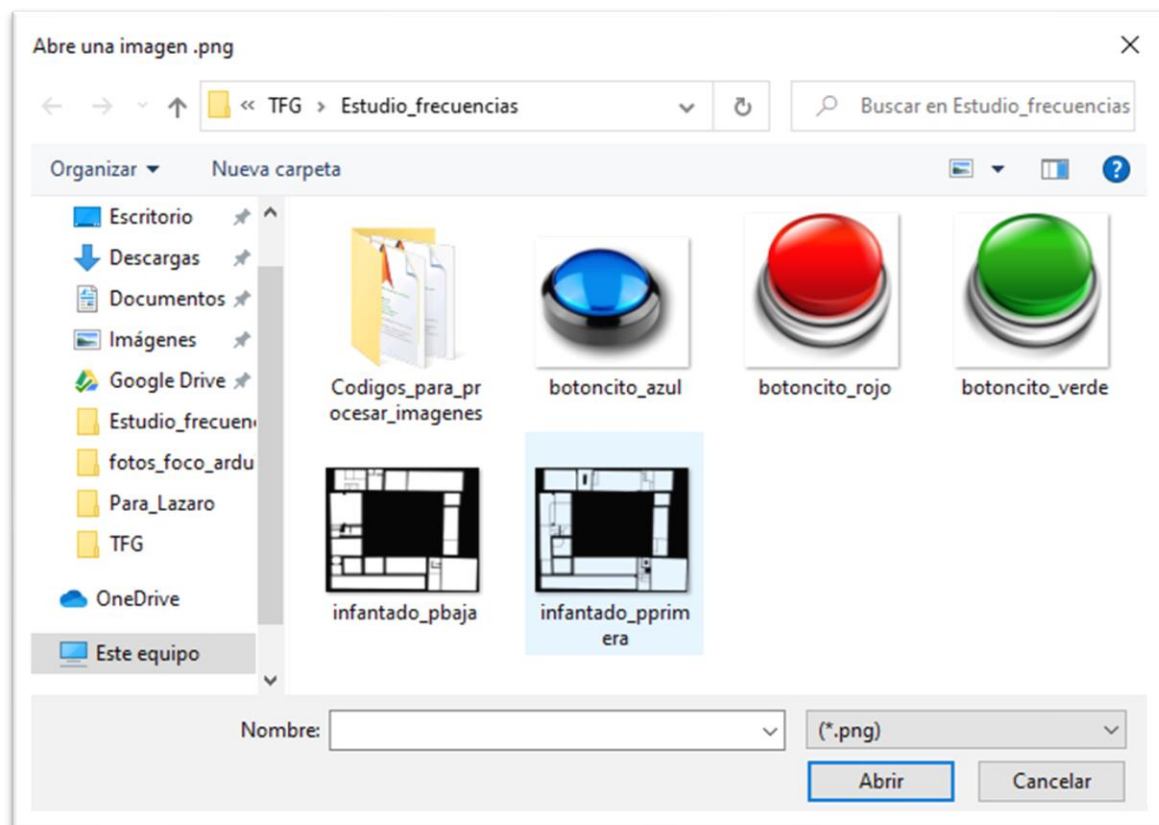 Abre una imagen .png
« TFG › Estudio_frecuencias
Buscar en Estudio_frecuencias
Organizar
Nueva carpeta
Escritorio
Descargas
Documentos
Imágenes
Google Drive
Estudio_frecuen
fotos_foco_ardu
Para_Lazaro
TFG
OneDrive
Este equipo
Codigos_para_pr
ocesar_imagenes
botoncito_azul
botoncito_rojo
botoncito_verde
infantado_pbaja
infantado_pprim
era
Nombre:
(*.png)
Abrir
Cancelar